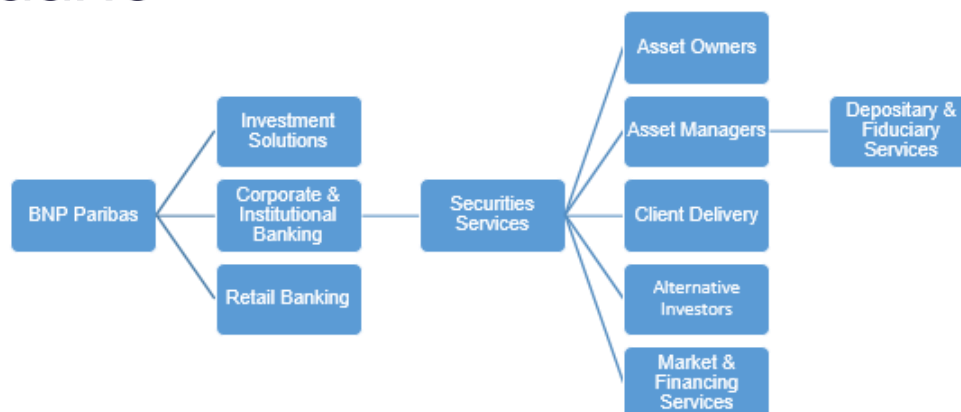 Asset Owners
Investment
Solutions
Asset Managers
Depositary &
Fiduciary
Services
BNP Paribas
Corporate &
Institutional
Banking
Securities
Services
Client Delivery
Retail Banking
Alternative
Investors
Market &
Financing
Services